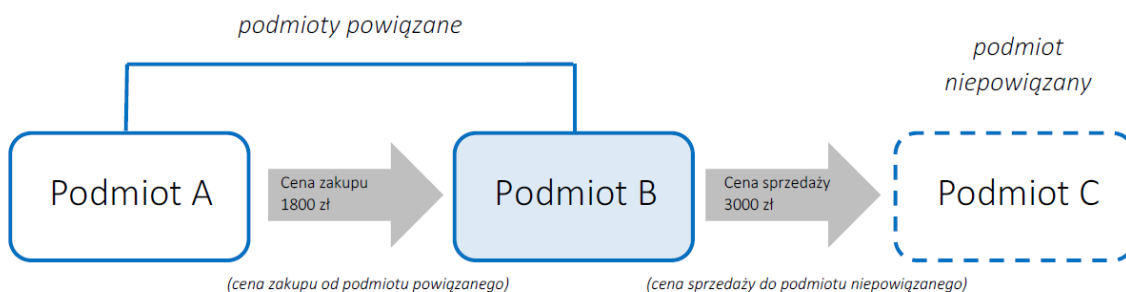 podmioty powiązane
podmiot
niepowiązany
Podmiot A
Cena zakupu
1800 zł
Podmiot B
Cena sprzedaży
3000 zł
Podmiot C
(cena zakupu od podmiotu powiązanego)
(cena sprzedaży do podmiotu niepowiązanego)